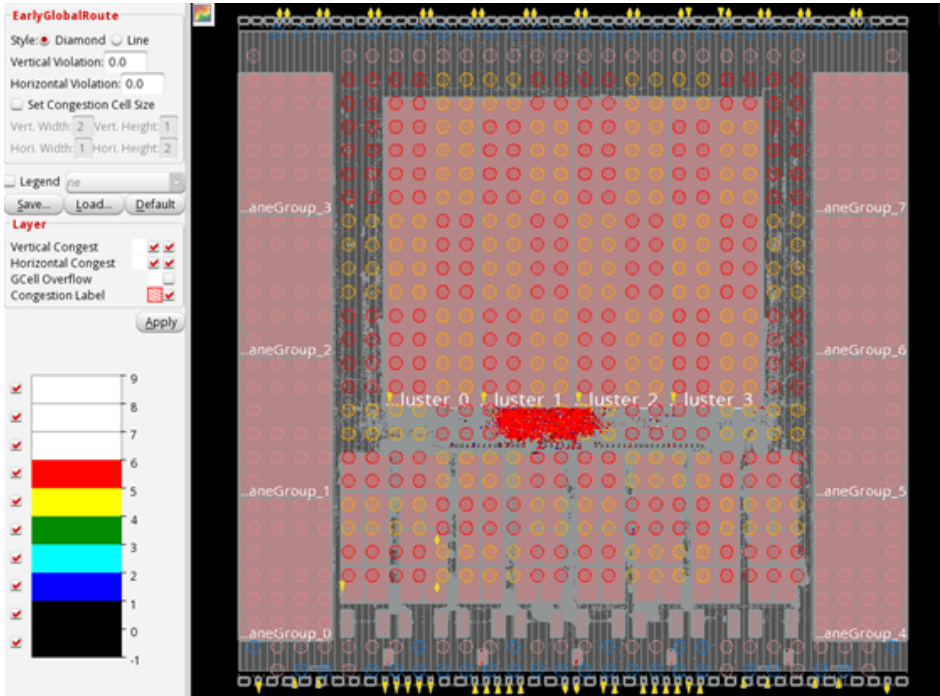 EarlyGlobalRoute
Style: Diamond Line
Vertical Violation: 0.0
Horizontal Violation: 0.0
Set Congestion Cell Size
Vert. Width: 2 Vert. Height: 1
Hori. Width: 1 Hori. Height: 2
Legend ne
Save... Load... Default
Layer
Vertical Congest
Horizontal Congest
GCell Overflow
Congestion Label
Apply
9
8
7
6
5
4
3
2
1
0
-1
...aneGroup_3
...aneGroup_7
...aneGroup_2
...aneGroup_6
...luster_0 ...luster_1 ...luster_2 ...luster_3
...aneGroup_1
...aneGroup_5
...aneGroup_0
...aneGroup_4